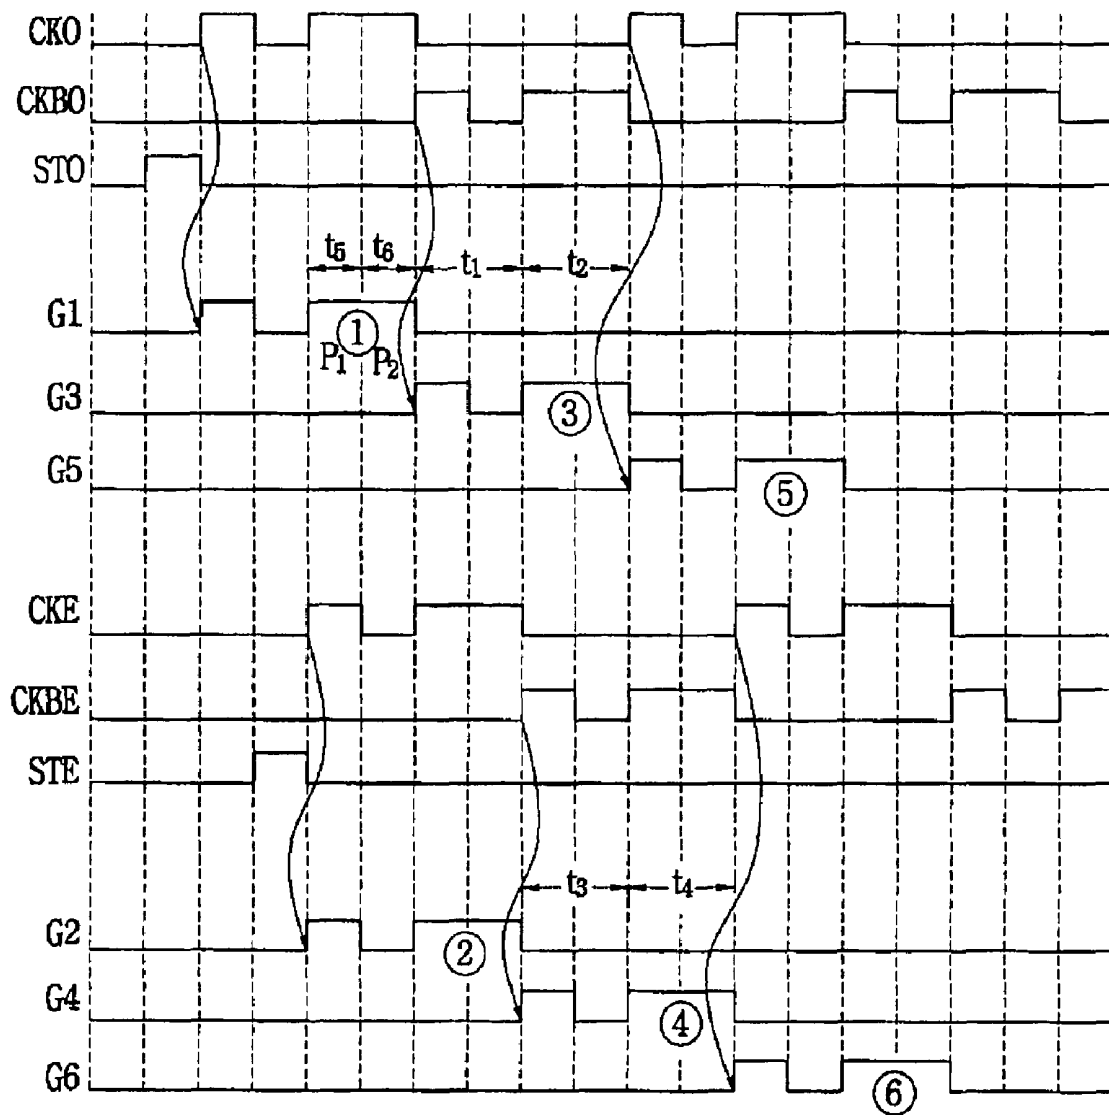 CKO
CKBO
STO
t5 t6 t1 t2
G1
①
P1 P2
G3
③
G5
⑤
CKE
CKBE
STE
t3 t4
G2
②
G4
④
G6
⑥